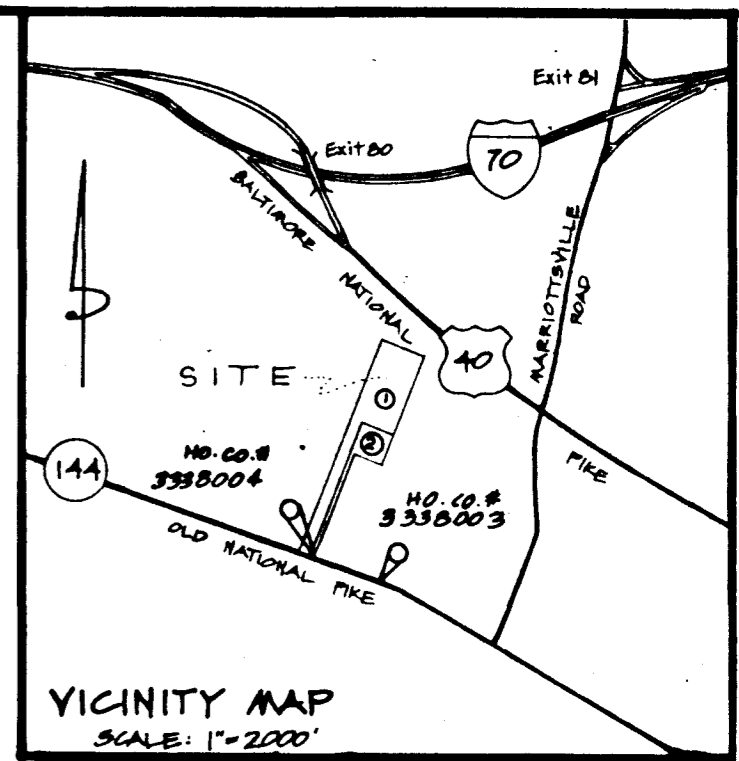 Exit 81
Exit 80
70
BALTIMORE
NATIONAL
PIKE
MARRIOTTSVILLE
ROAD
40
SITE
1
2
144
HO. CO. #
3338004
HO. CO. #
3338003
OLD NATIONAL PIKE
VICINITY MAP
SCALE: 1"=2000'